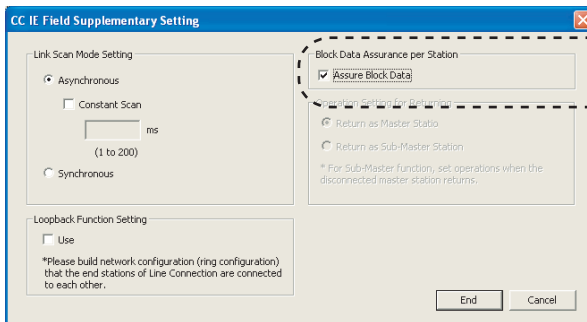 CC IE Field Supplementary Setting
Link Scan Mode Setting
Asynchronous
Constant Scan
ms
(1 to 200)
Synchronous
Loopback Function Setting
Use
*Please build network configuration (ring configuration)
that the end stations of Line Connection are connected
to each other.
Block Data Assurance per Station
Assure Block Data
Operation Setting for Returning
Return as Master Statio
Return as Sub-Master Station
* For Sub-Master function, set operations when the
disconnected master station returns.
End
Cancel